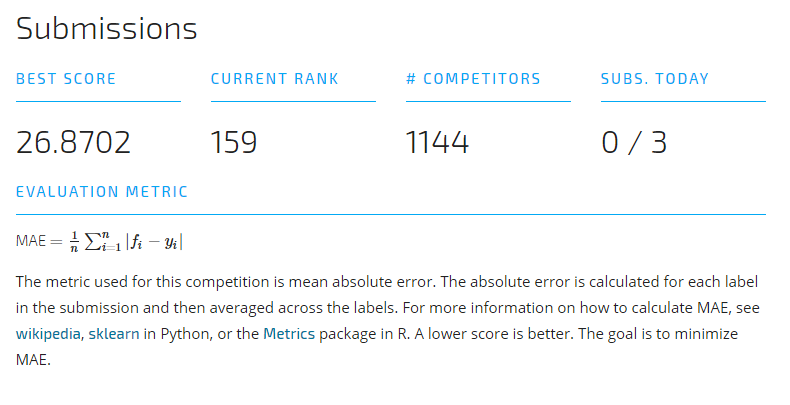 Submissions
BEST SCORE CURRENT RANK # COMPETITORS SUBS. TODAY
26.8702 159 1144 0 / 3
EVALUATION METRIC
MAE = \frac{1}{n} \sum_{i=1}^{n} |f_i − y_i|
The metric used for this competition is mean absolute error. The absolute error is calculated for each label
in the submission and then averaged across the labels. For more information on how to calculate MAE, see
wikipedia, sklearn in Python, or the Metrics package in R. A lower score is better. The goal is to minimize
MAE.